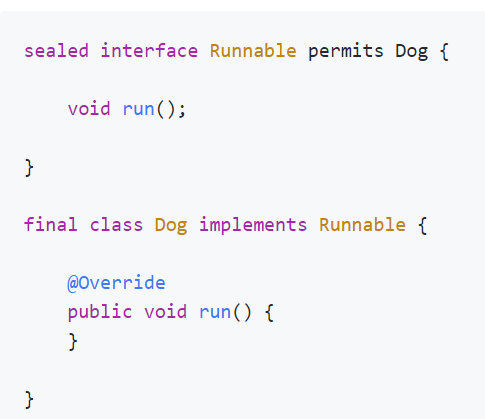 sealed interface Runnable permits Dog {
void run();
}
final class Dog implements Runnable {
@Override
public void run() {
}
}